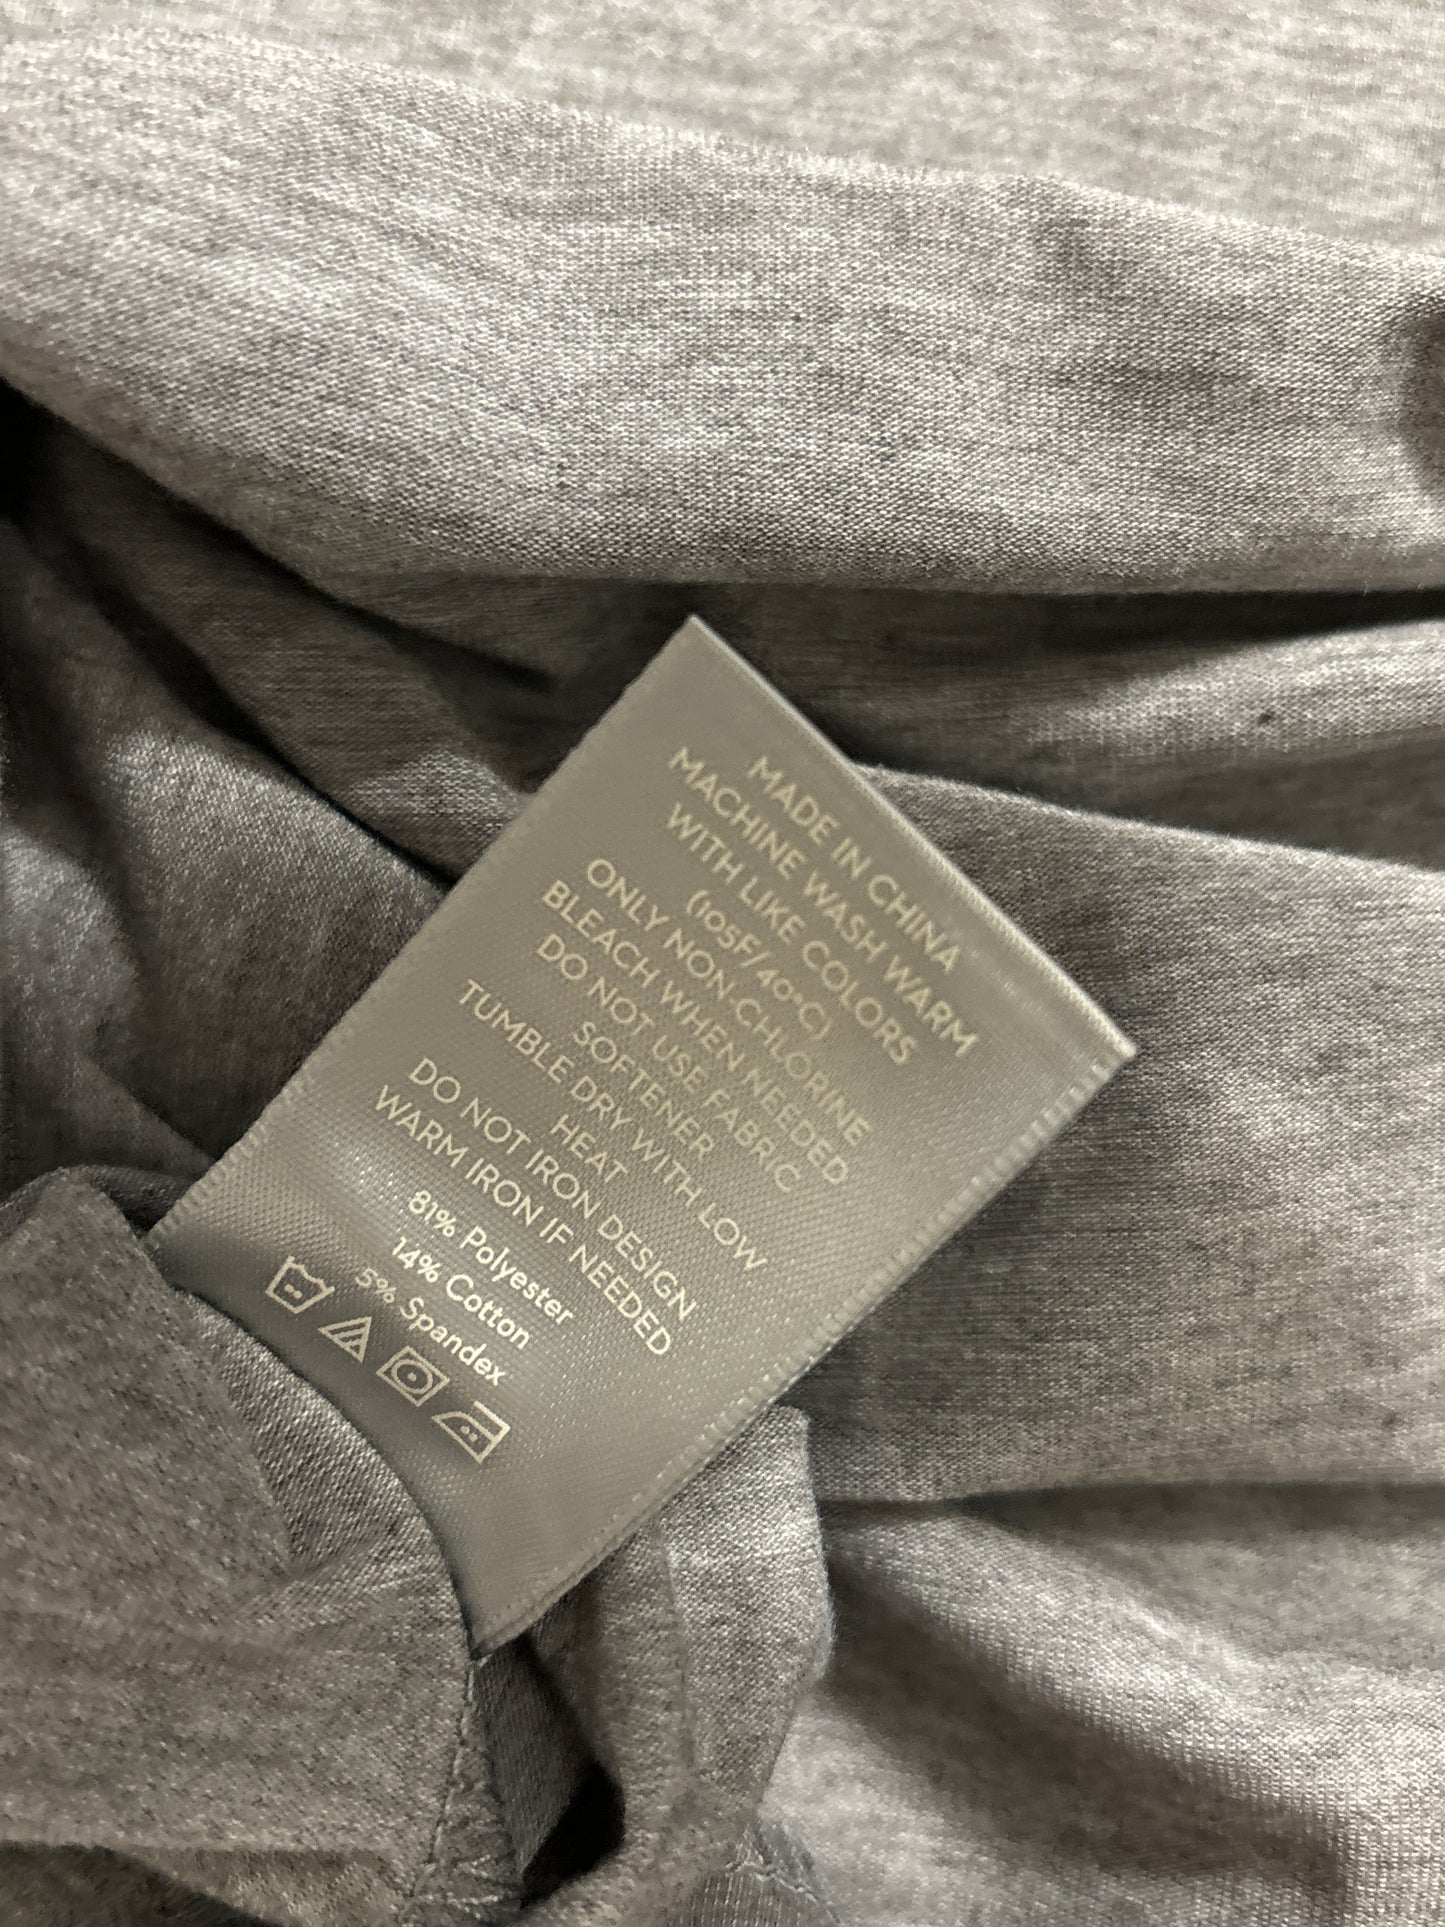 MADE IN CHINA
MACHINE WASH WARM
WITH LIKE COLORS
(105F/40°C)
ONLY NON-CHLORINE
BLEACH WHEN NEEDED
DO NOT USE FABRIC
SOFTENER
TUMBLE DRY WITH LOW
HEAT
DO NOT IRON DESIGN
WARM IRON IF NEEDED
81% Polyester
14% Cotton
5% Spandex